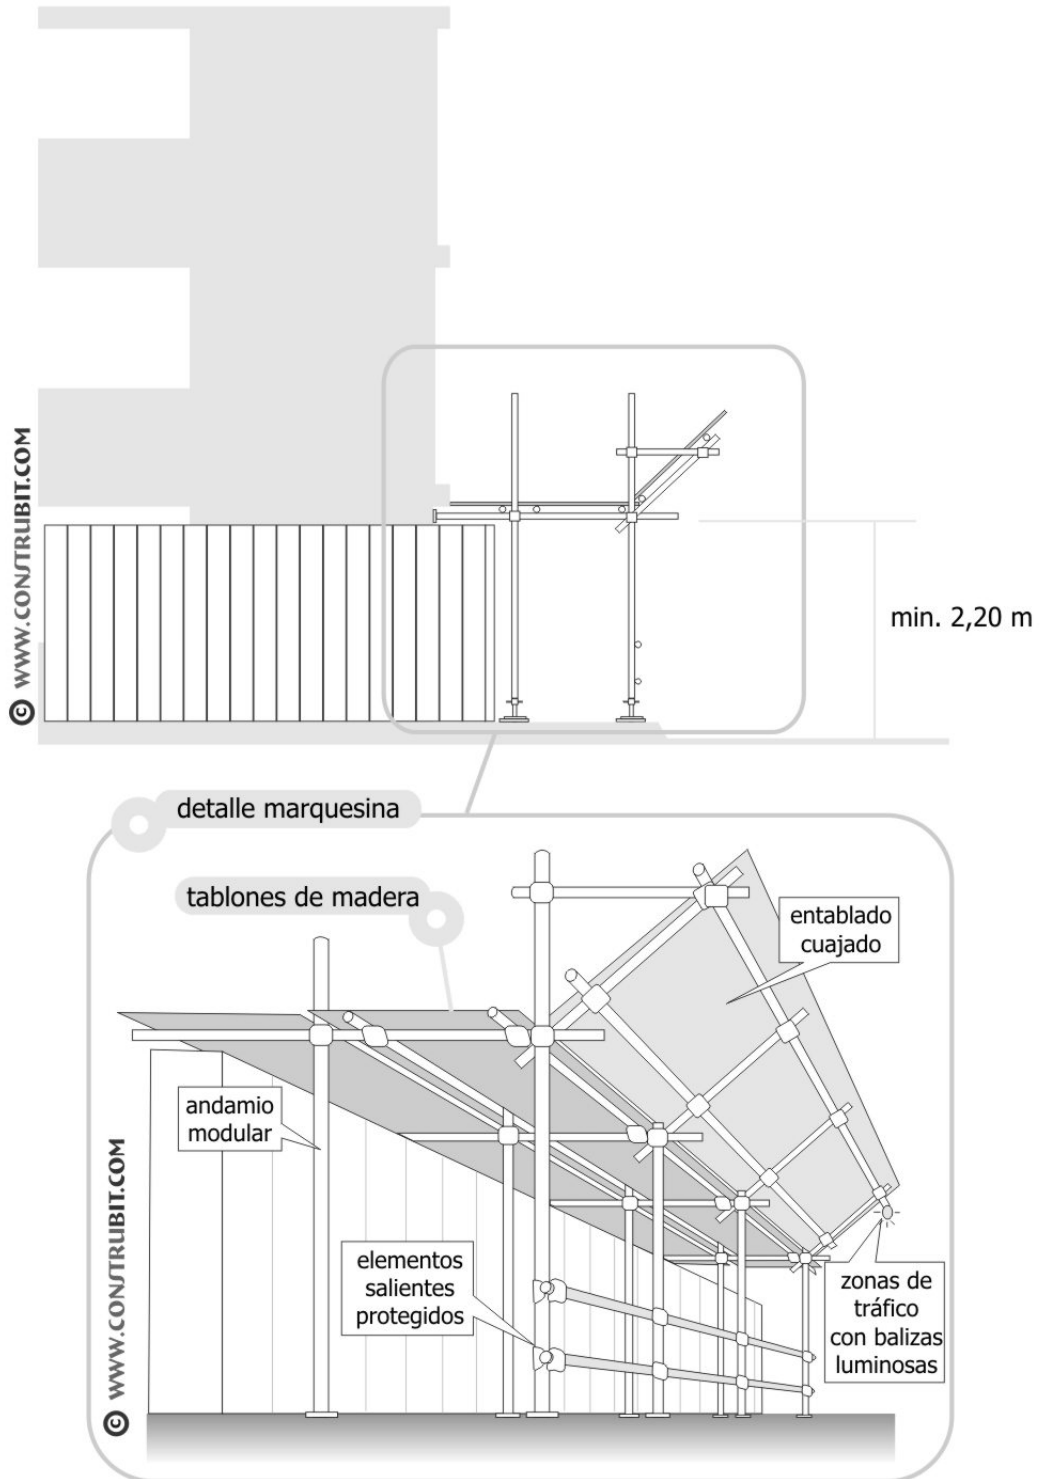 © WWW.CONSTRUBIT.COM
min. 2,20 m
detalle marquesina
tablones de madera
entablado
cuajado
andamio
modular
elementos
salientes
protegidos
zonas de
tráfico
con balizas
luminosas
© WWW.CONSTRUBIT.COM